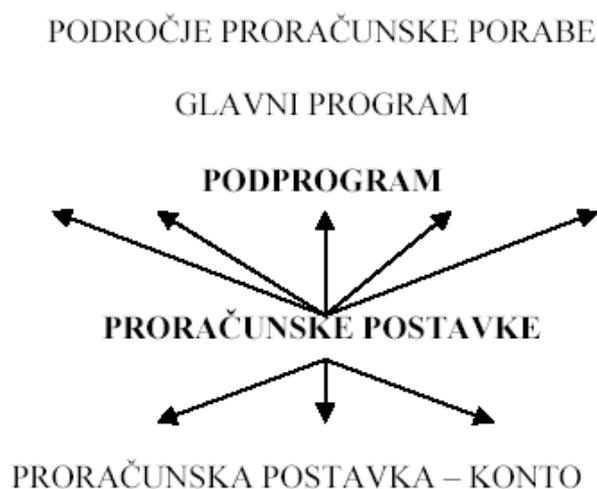 PODROČJE PRORAČUNSKE PORABE
GLAVNI PROGRAM
PODPROGRAM
PRORAČUNSKE POSTAVKE
PRORAČUNSKA POSTAVKA – KONTO